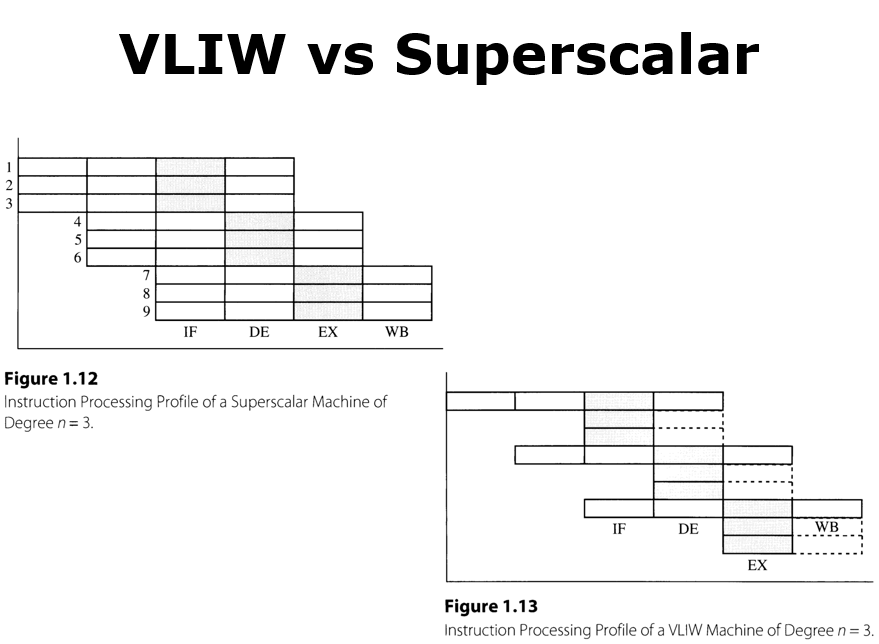 VLIW vs Superscalar
1
2
3
4
5
6
7
8
9
IF DE EX WB
Figure 1.12
Instruction Processing Profile of a Superscalar Machine of
Degree n = 3.
IF DE WB
EX
Figure 1.13
Instruction Processing Profile of a VLIW Machine of Degree n = 3.